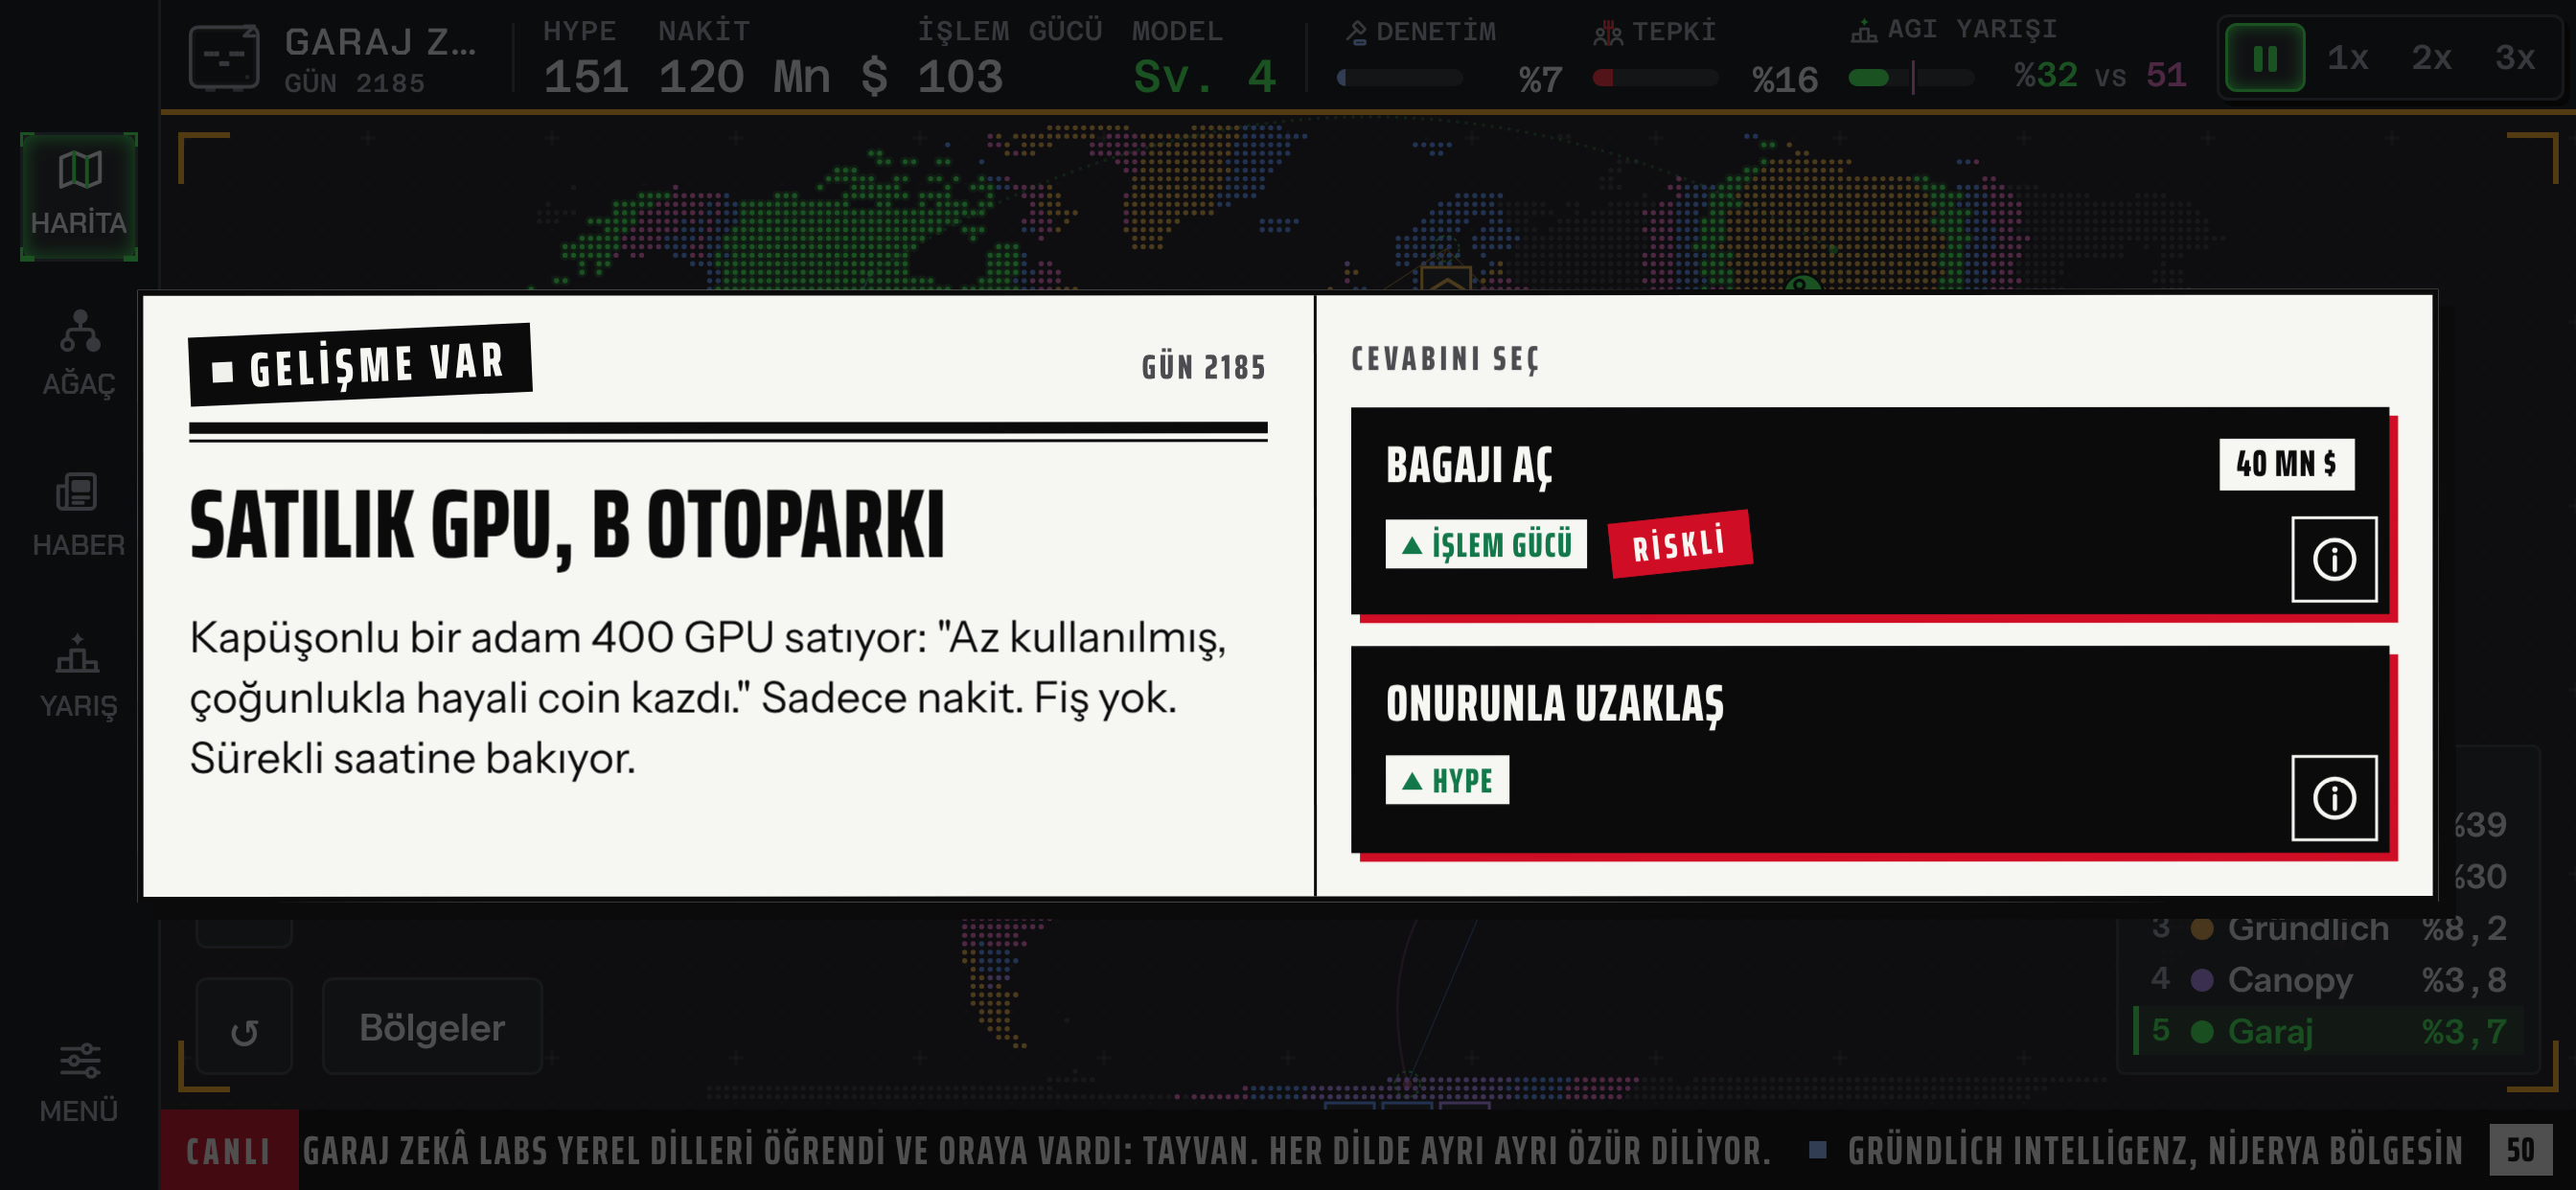 GARAJ Z...
GÜN 2185
HYPE
151
NAKİT
120 Mn $
İŞLEM GÜCÜ
103
MODEL
Sv. 4
DENETİM
%7
TEPKİ
%16
AGI YARIŞI
%32 VS 51
1x 2x 3x
HARİTA
AĞAÇ
HABER
YARIŞ
MENÜ
GELİŞME VAR
GÜN 2185
SATILIK GPU, B OTOPARKI
Kapüşonlu bir adam 400 GPU satıyor: "Az kullanılmış,
çoğunlukla hayali coin kazdı." Sadece nakit. Fiş yok.
Sürekli saatine bakıyor.
CEVABINI SEÇ
BAGAJI AÇ
40 MN $
İŞLEM GÜCÜ
RİSKLİ
ONURUNLA UZAKLAŞ
HYPE
%39
%30
3 Gründlich %8,2
4 Canopy %3,8
5 Garaj %3,7
Bölgeler
CANLI
GARAJ ZEKÂ LABS YEREL DİLLERİ ÖĞRENDİ VE ORAYA VARDI: TAYVAN. HER DİLDE AYRI AYRI ÖZÜR DİLİYOR.
GRÜNDLİCH INTELLİGENZ, NİJERYA BÖLGESİN
50